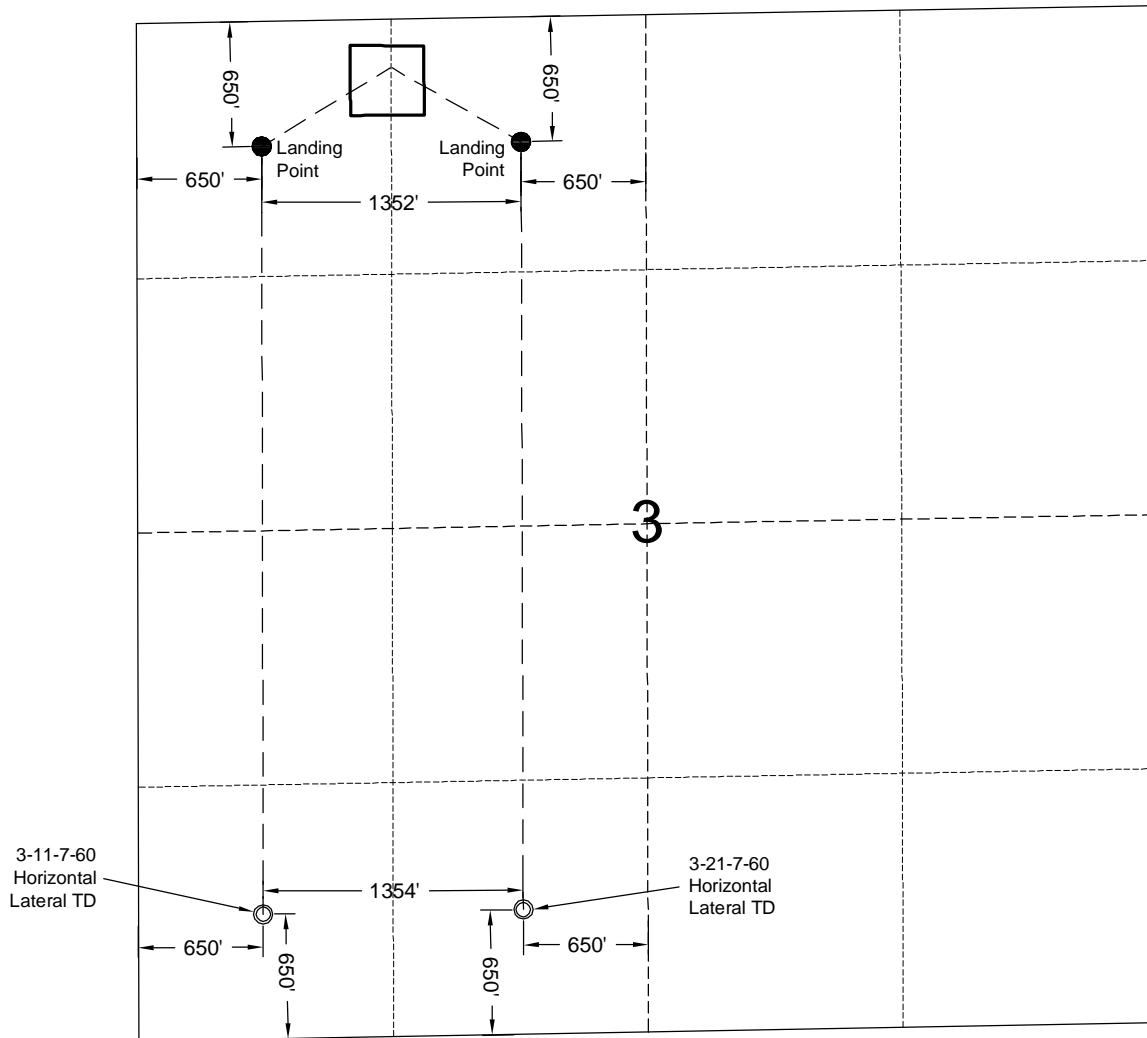 650'
650'
Landing
Point
Landing
Point
650'
650'
1352'
3
3-11-7-60
Horizontal
Lateral TD
1354'
3-21-7-60
Horizontal
Lateral TD
650'
650'
650'
650'